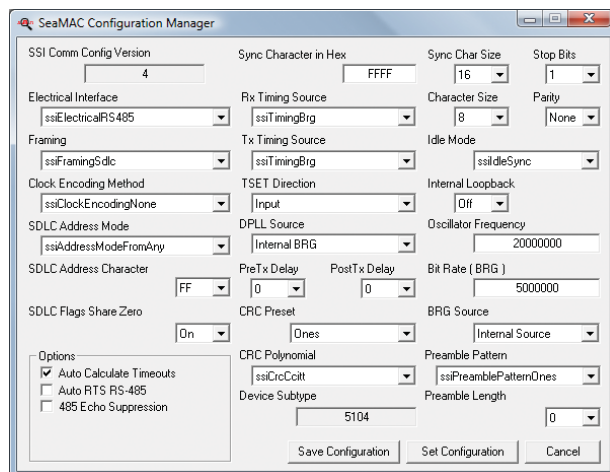 SeaMAC Configuration Manager
SSI Comm Config Version
4
Electrical Interface
ssiElectricalRS485
Framing
ssiFramingSdlc
Clock Encoding Method
ssiClockEncodingNone
SDLC Address Mode
ssiAddressModeFromAny
SDLC Address Character
FF
SDLC Flags Share Zero
On
Options
Auto Calculate Timeouts
Auto RTS RS-485
485 Echo Suppression
Sync Character in Hex
FFFF
Rx Timing Source
ssiTimingBrg
Tx Timing Source
ssiTimingBrg
TSET Direction
Input
DPLL Source
Internal BRG
PreTx Delay PostTx Delay
0 0
CRC Preset
Ones
CRC Polynomial
ssiCrcCcitt
Device Subtype
5104
Sync Char Size Stop Bits
16 1
Character Size Parity
8 None
Idle Mode
ssiIdleSync
Internal Loopback
Off
Oscillator Frequency
20000000
Bit Rate ( BRG )
5000000
BRG Source
Internal Source
Preamble Pattern
ssiPreamblePatternOnes
Preamble Length
0
Save Configuration Set Configuration Cancel